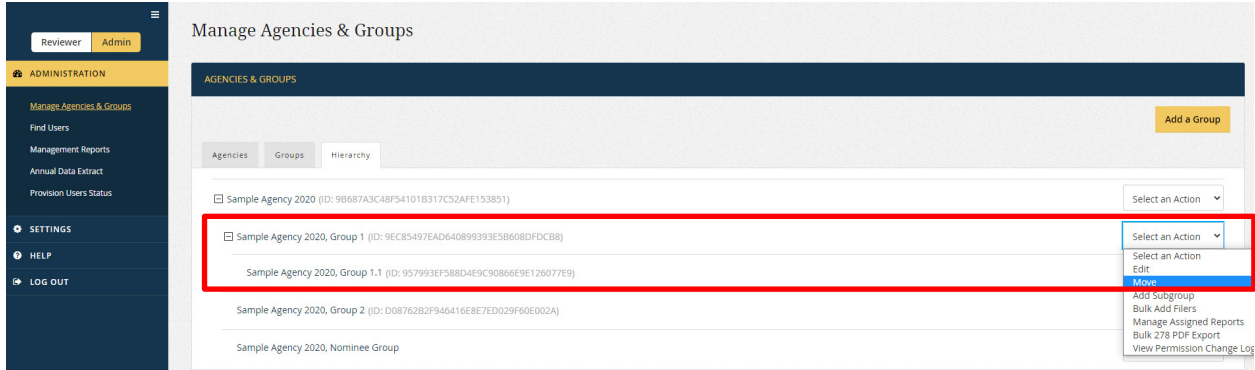 Reviewer Admin
ADMINISTRATION
Manage Agencies & Groups
Find Users
Management Reports
Annual Data Extract
Provision Users Status
SETTINGS
HELP
LOG OUT
Manage Agencies & Groups
AGENCIES & GROUPS
Add a Group
Agencies Groups Hierarchy
Sample Agency 2020 (ID: 9B687A3C48F54101B317C52AFE153851) Select an Action
Sample Agency 2020, Group 1 (ID: 9EC85497EAD640899393E5B608DFDCB8) Select an Action
Sample Agency 2020, Group 1.1 (ID: 957993EF588D4E9C90866E9E126077E9)
Sample Agency 2020, Group 2 (ID: D08762B2F946416E8E7ED029F60E002A)
Sample Agency 2020, Nominee Group
Select an Action
Edit
Move
Add Subgroup
Bulk Add Filers
Manage Assigned Reports
Bulk 278 PDF Export
View Permission Change Log